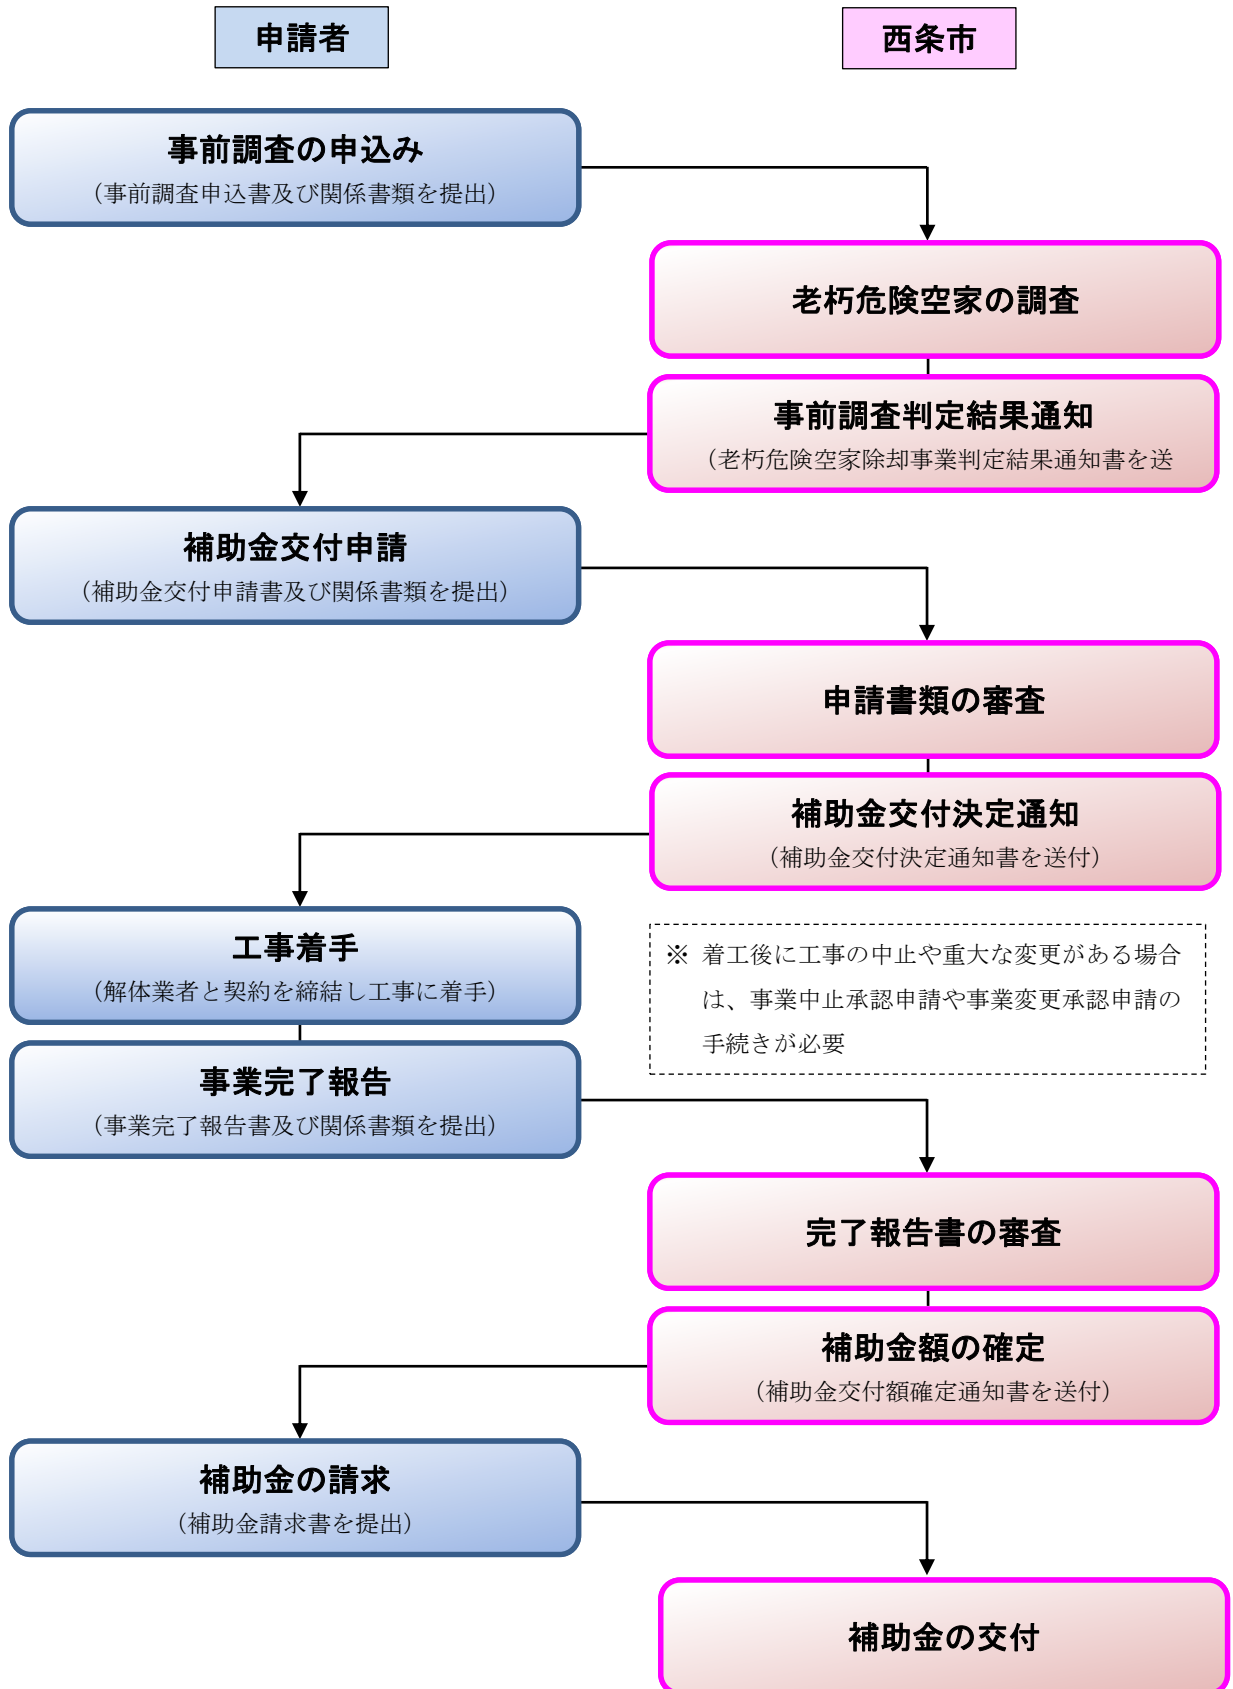 申請者
西条市
事前調査の申込み
（事前調査申込書及び関係書類を提出）
老朽危険空家の調査
事前調査判定結果通知
（老朽危険空家除却事業判定結果通知書を送
補助金交付申請
（補助金交付申請書及び関係書類を提出）
申請書類の審査
補助金交付決定通知
（補助金交付決定通知書を送付）
工事着手
（解体業者と契約を締結し工事に着手）
※ 着工後に工事の中止や重大な変更がある場合
は、事業中止承認申請や事業変更承認申請の
手続きが必要
事業完了報告
（事業完了報告書及び関係書類を提出）
完了報告書の審査
補助金額の確定
（補助金交付額確定通知書を送付）
補助金の請求
（補助金請求書を提出）
補助金の交付